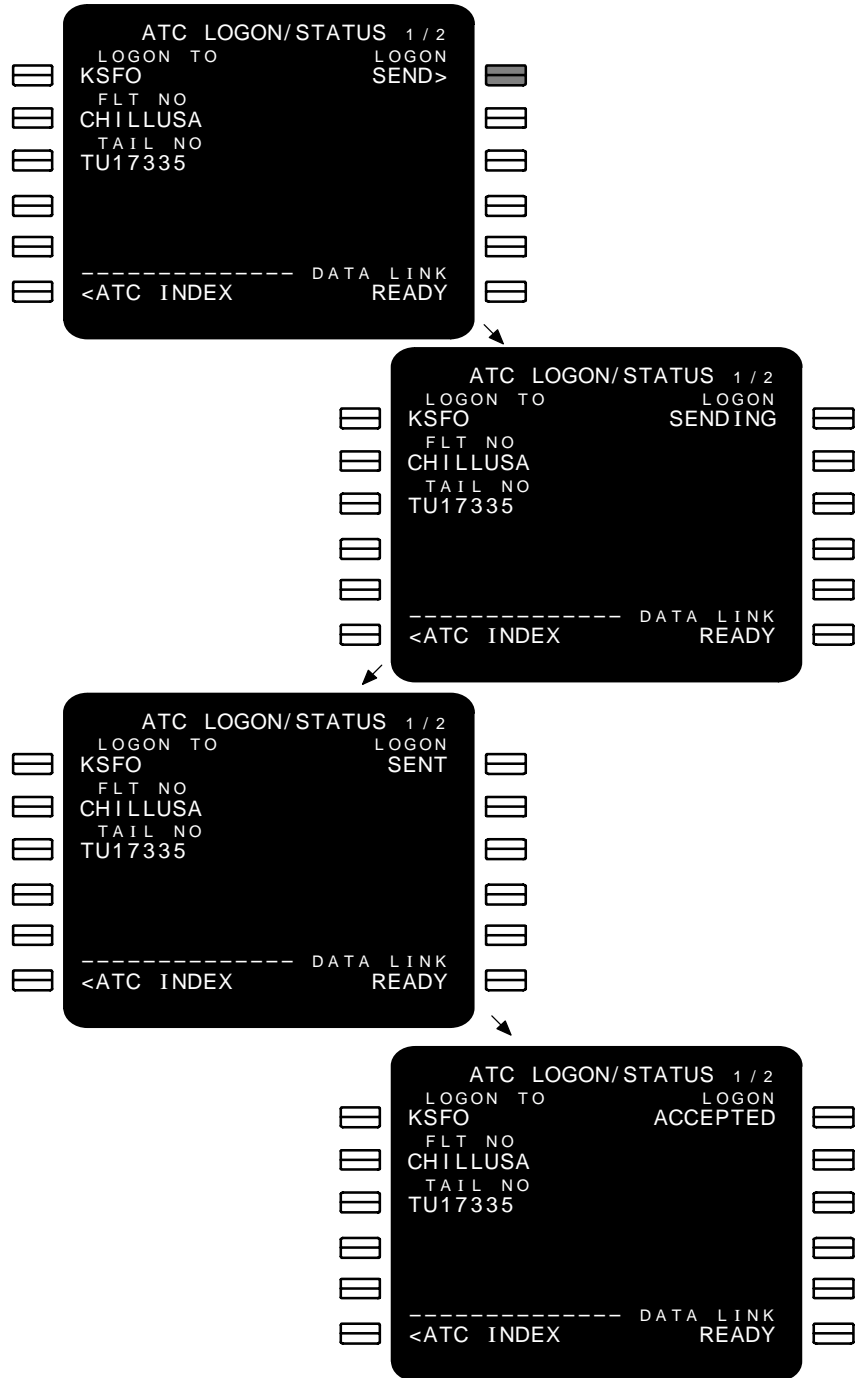 ATC LOGON/STATUS 1/2
LOGON TO LOGON
KSFO SEND>
FLT NO
CHILLUSA
TAIL NO
TU17335
-------------- DATA LINK
<ATC INDEX READY
ATC LOGON/STATUS 1/2
LOGON TO LOGON
KSFO SENDING
FLT NO
CHILLUSA
TAIL NO
TU17335
-------------- DATA LINK
<ATC INDEX READY
ATC LOGON/STATUS 1/2
LOGON TO LOGON
KSFO SENT
FLT NO
CHILLUSA
TAIL NO
TU17335
-------------- DATA LINK
<ATC INDEX READY
ATC LOGON/STATUS 1/2
LOGON TO LOGON
KSFO ACCEPTED
FLT NO
CHILLUSA
TAIL NO
TU17335
-------------- DATA LINK
<ATC INDEX READY